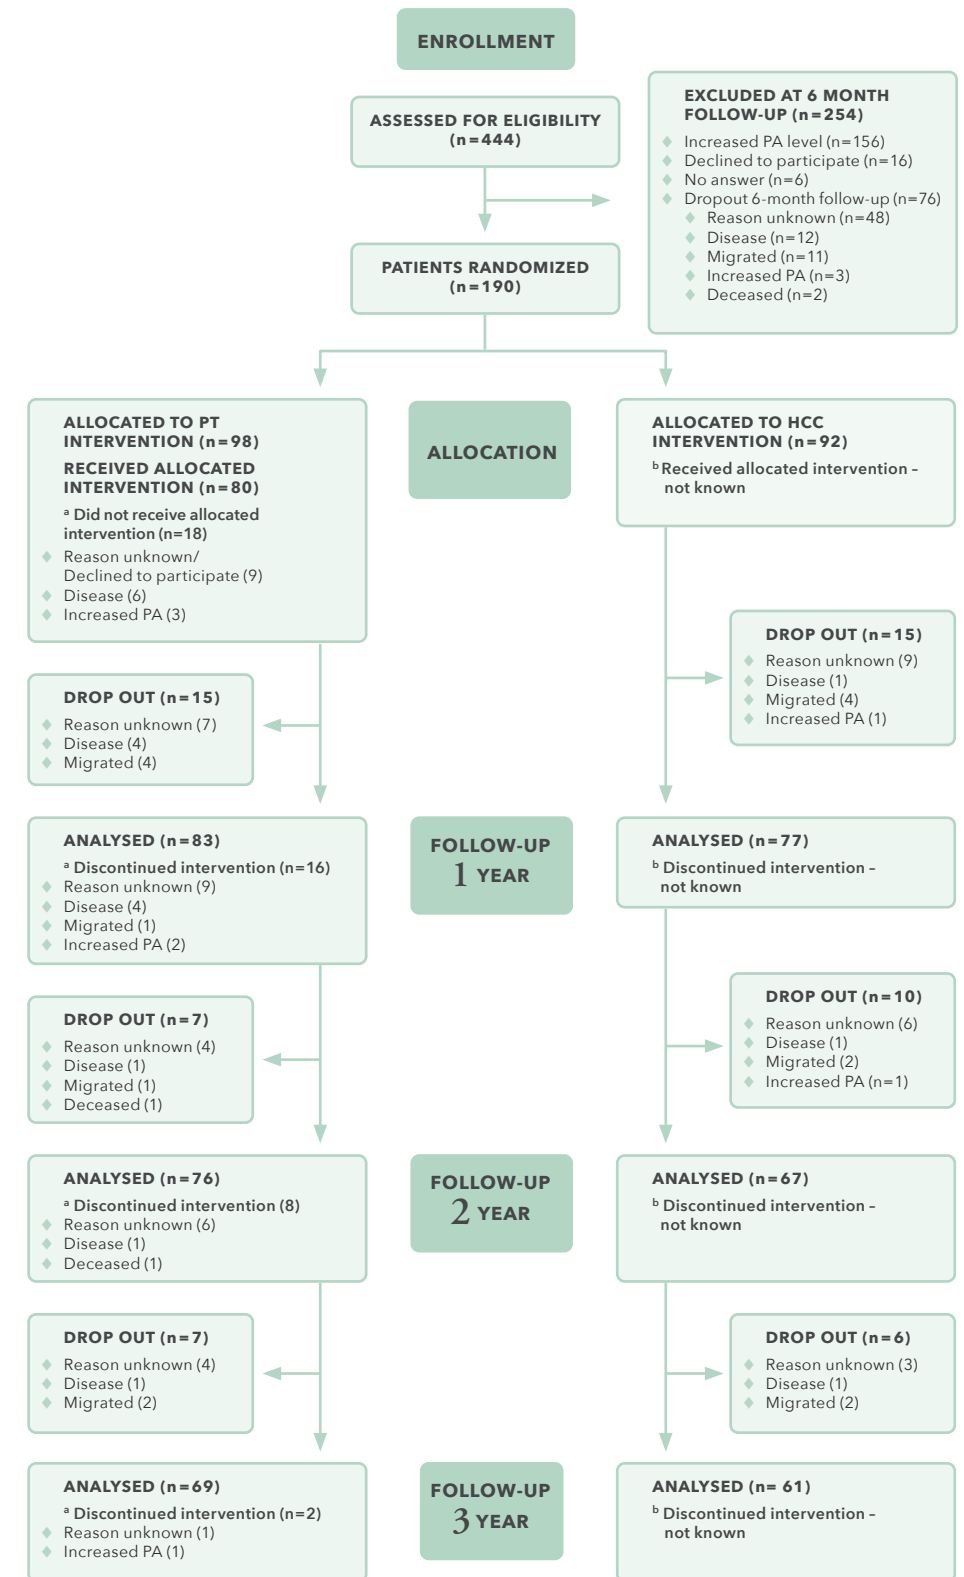 ENROLLMENT
ASSESSED FOR ELIGIBILITY
(n=444)
EXCLUDED AT 6 MONTH
FOLLOW-UP (n=254)
Increased PA level (n=156)
Declined to participate (n=16)
No answer (n=6)
Dropout 6-month follow-up (n=76)
Reason unknown (n=48)
Disease (n=12)
Migrated (n=11)
Increased PA (n=3)
Deceased (n=2)
PATIENTS RANDOMIZED
(n=190)
ALLOCATED TO PT
INTERVENTION (n=98)
RECEIVED ALLOCATED
INTERVENTION (n=80)
a Did not receive allocated
intervention (n=18)
Reason unknown/
Declined to participate (9)
Disease (6)
Increased PA (3)
ALLOCATION
ALLOCATED TO HCC
INTERVENTION (n=92)
b Received allocated intervention –
not known
DROP OUT (n=15)
Reason unknown (7)
Disease (4)
Migrated (4)
DROP OUT (n=15)
Reason unknown (9)
Disease (1)
Migrated (4)
Increased PA (1)
ANALYSED (n=83)
a Discontinued intervention (n=16)
Reason unknown (9)
Disease (4)
Migrated (1)
Increased PA (2)
FOLLOW-UP
1 YEAR
ANALYSED (n=77)
b Discontinued intervention –
not known
DROP OUT (n=7)
Reason unknown (4)
Disease (1)
Migrated (1)
Deceased (1)
DROP OUT (n=10)
Reason unknown (6)
Disease (1)
Migrated (2)
Increased PA (n=1)
ANALYSED (n=76)
a Discontinued intervention (8)
Reason unknown (6)
Disease (1)
Deceased (1)
FOLLOW-UP
2 YEAR
ANALYSED (n=67)
b Discontinued intervention –
not known
DROP OUT (n=7)
Reason unknown (4)
Disease (1)
Migrated (2)
DROP OUT (n=6)
Reason unknown (3)
Disease (1)
Migrated (2)
ANALYSED (n=69)
a Discontinued intervention (n=2)
Reason unknown (1)
Increased PA (1)
FOLLOW-UP
3 YEAR
ANALYSED (n= 61)
b Discontinued intervention –
not known